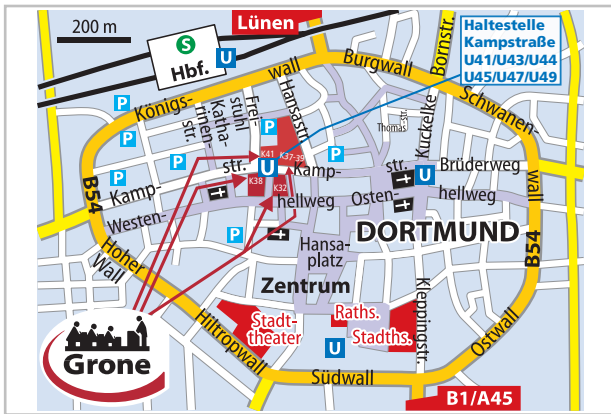 200 m
Lünen
S
Hbf.
U
Haltestelle
Kampstraße
U41/U43/U44
U45/U47/U49
Bornstr.
Burgwall
Königs-
wall
Schwanen-
wall
P
P
P
P
P
P
P
P
Katha-
rinen-
str.
Frei-
stuhl
Hansastr.
Thomas-
str.
Kuckelke
str.
Brüderweg
K41
K37-39
U
K38
K32
Kamp-
str.
Kamp-
U
B54
Westen-
hellweg
Osten-
hellweg
Hansa-
platz
DORTMUND
B54
Hoher
Wall
Zentrum
Kleppingstr.
Hiltropwall
Stadt-
theater
Raths.
Stadths.
U
Ostwall
Südwall
Grone
B1/A45